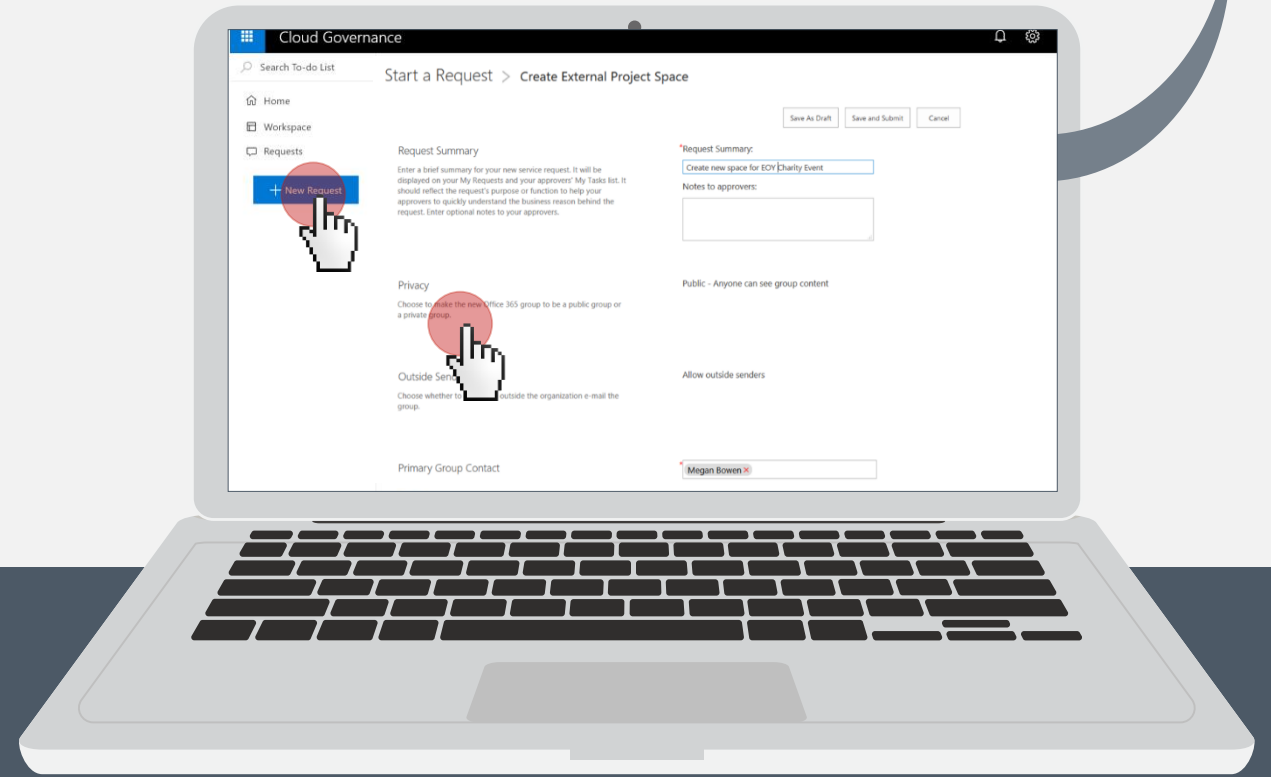 Cloud Governance
Search To-do List
Start a Request > Create External Project Space
Home
Workspace
Requests
+ New Request
Save As Draft
Save and Submit
Cancel
Request Summary
Enter a brief summary for your new service request. It will be
displayed on your My Requests and your approvers' My Tasks list. It
should reflect the request's purpose or function to help your
approvers to quickly understand the business reason behind the
request. Enter optional notes to your approvers.
*Request Summary:
Create new space for EOY Charity Event
Notes to approvers:
Privacy
Choose to make the new Office 365 group to be a public group or
a private group.
Public - Anyone can see group content
Outside
Choose whether to outside the organization e-mail the
group.
Allow outside senders
Primary Group Contact
* Megan Bowen ×